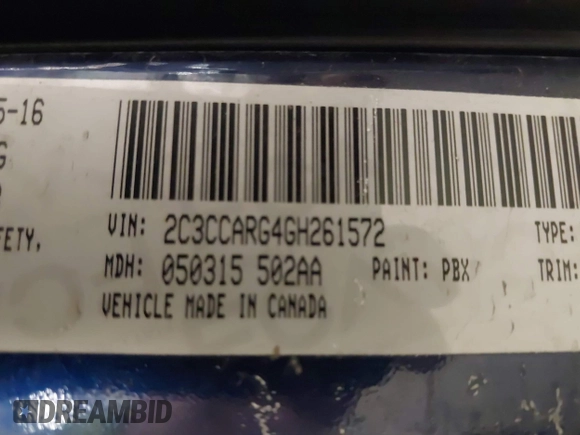 5-16
G
VIN: 2C3CCARG4GH261572 TYPE:
FETY,
MDH: 050315 502AA PAINT: PBX TRIM:
VEHICLE MADE IN CANADA
DREAMBID